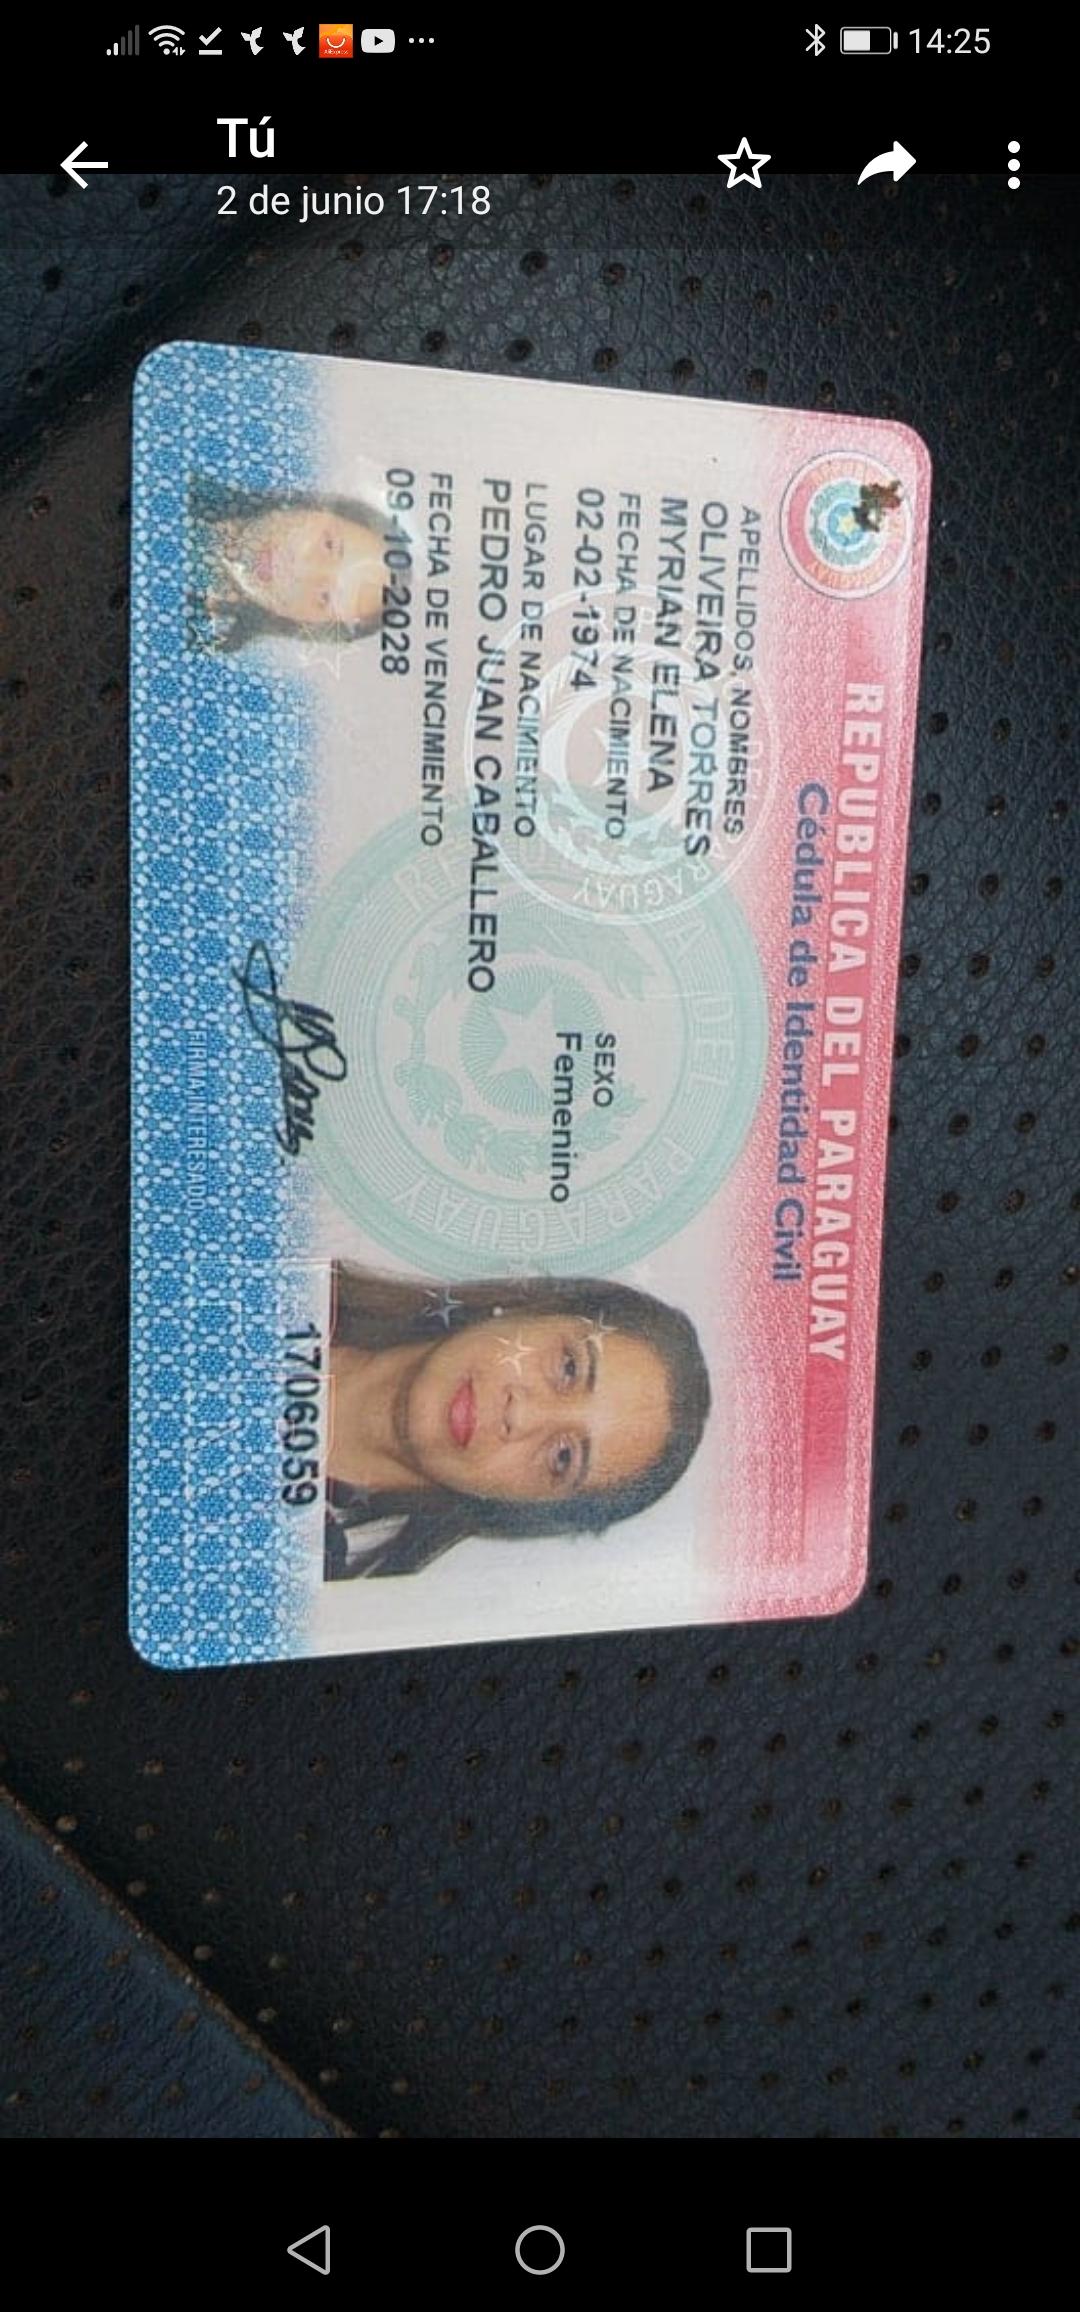 14:25
Tú
2 de junio 17:18
REPUBLICA DEL PARAGUAY
Cédula de Identidad Civil
APELLIDOS, NOMBRES
OLIVEIRA TORRES
MYRIAN ELENA
FECHA DE NACIMIENTO
02-02-1974
SEXO
Femenino
LUGAR DE NACIMIENTO
PEDRO JUAN CABALLERO
FECHA DE VENCIMIENTO
09-10-2028
FIRMA INTERESADO
1706059